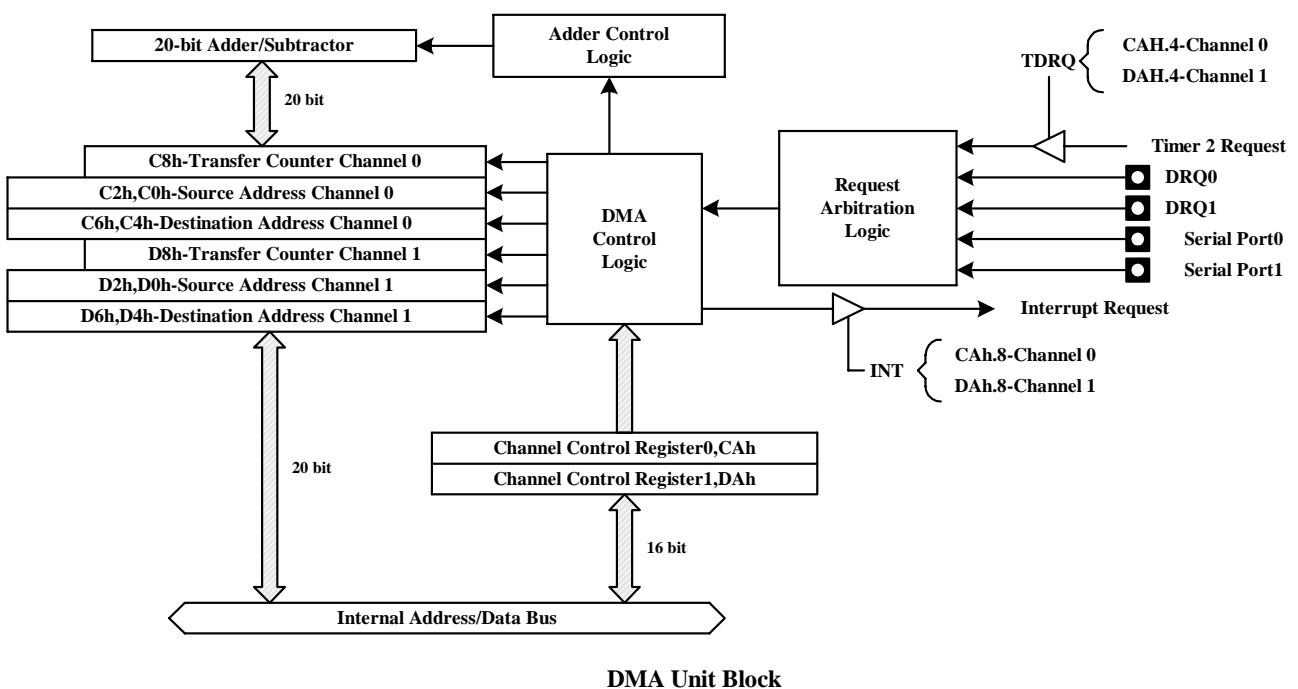 20-bit Adder/Subtractor
Adder Control
Logic
20 bit
TDRQ
CAH.4-Channel 0
DAH.4-Channel 1
C8h-Transfer Counter Channel 0
C2h,C0h-Source Address Channel 0
C6h,C4h-Destination Address Channel 0
D8h-Transfer Counter Channel 1
D2h,D0h-Source Address Channel 1
D6h,D4h-Destination Address Channel 1
DMA
Control
Logic
Request
Arbitration
Logic
Timer 2 Request
DRQ0
DRQ1
Serial Port0
Serial Port1
Interrupt Request
INT
CAh.8-Channel 0
DAh.8-Channel 1
Channel Control Register0,CAh
Channel Control Register1,DAh
20 bit
16 bit
Internal Address/Data Bus
DMA Unit Block